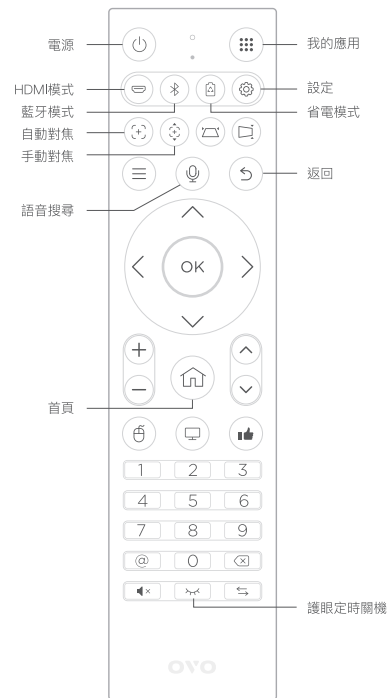 電源
我的應用
HDMI模式
設定
藍牙模式
省電模式
自動對焦
手動對焦
返回
語音搜尋
OK
首頁
1 2 3
4 5 6
7 8 9
@ 0
護眼定時關機
OVO